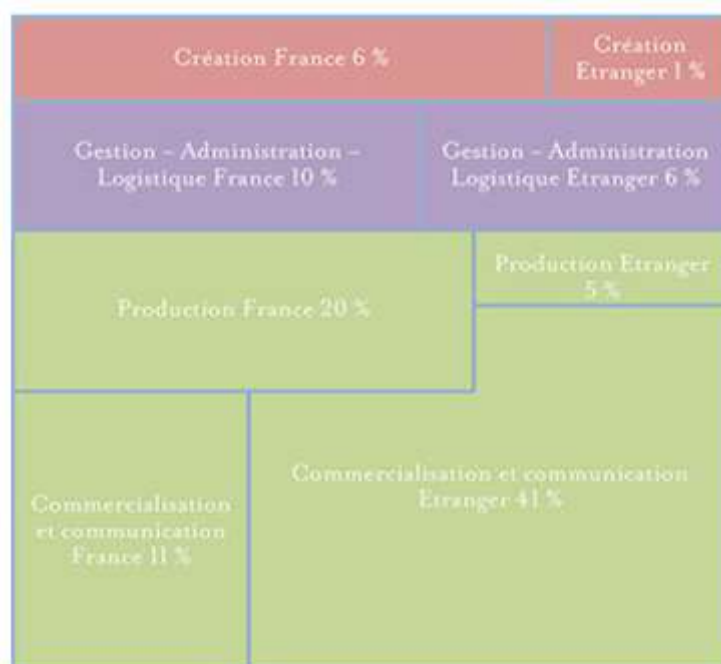 Création France 6 %
Création
Etranger 1 %
Gestion – Administration –
Logistique France 10 %
Gestion – Administration
Logistique Etranger 6 %
Production France 20 %
Production Etranger
5 %
Commercialisation
et communication
France 11 %
Commercialisation et communication
Etranger 41 %